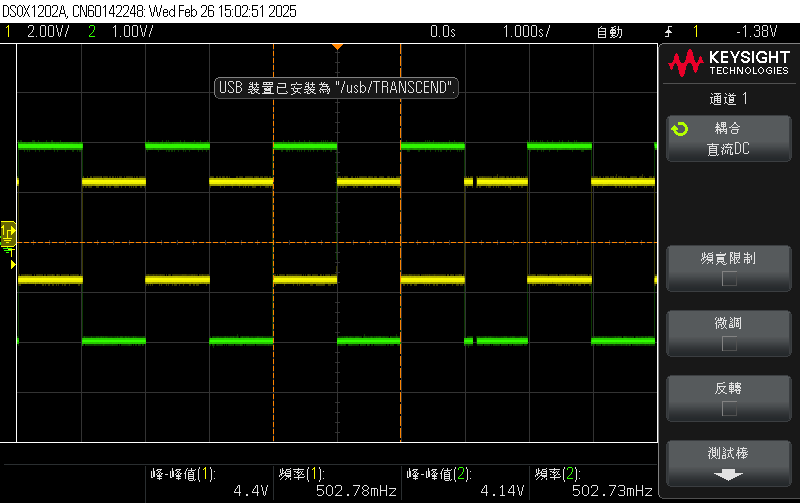 DSOX1202A, CN60142248: Wed Feb 26 15:02:51 2025
1 2.00V/ 2 1.00V/ 0.0s 1.000s/ 自動 1 -1.38V
KEYSIGHT
TECHNOLOGIES
USB 裝置已安裝為 "/usb/TRANSCEND".
通道 1
耦合
直流DC
頻寬限制
微調
反轉
測試棒
峰-峰值(1): 頻率(1): 峰-峰值(2): 頻率(2):
4.4V 502.78mHz 4.14V 502.73mHz